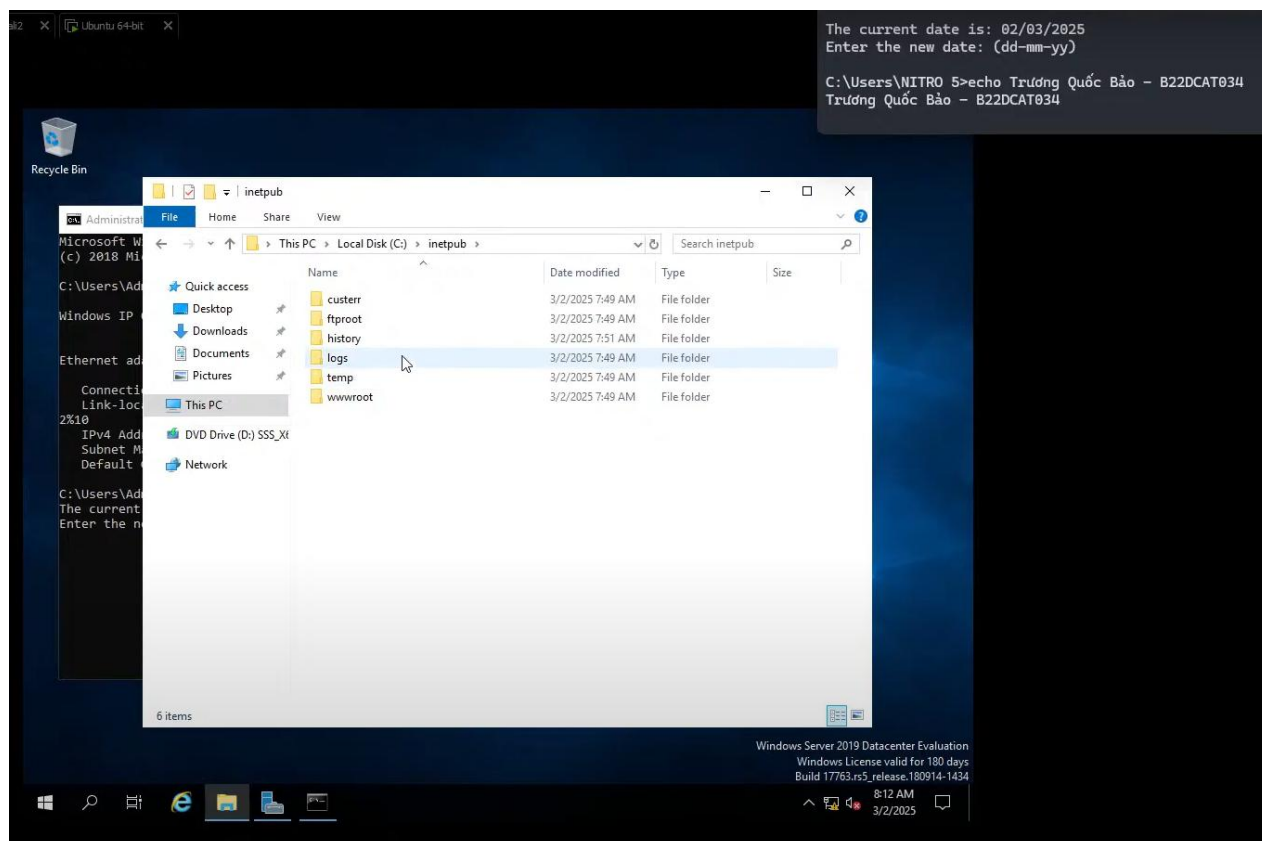 ali2 × Ubuntu 64-bit ×
The current date is: 02/03/2025
Enter the new date: (dd-mm-yy)
C:\Users\NITRO 5>echo Trương Quốc Bảo - B22DCAT034
Trương Quốc Bảo - B22DCAT034
Recycle Bin
inetpub
File Home Share View
This PC > Local Disk (C:) > inetpub >
Search inetpub
Name Date modified Type Size
Quick access
Desktop
Downloads
Documents
Pictures
This PC
DVD Drive (D:) SSS_X6
Network
custerr 3/2/2025 7:49 AM File folder
ftproot 3/2/2025 7:49 AM File folder
history 3/2/2025 7:51 AM File folder
logs 3/2/2025 7:49 AM File folder
temp 3/2/2025 7:49 AM File folder
wwwroot 3/2/2025 7:49 AM File folder
6 items
Administrat
Microsoft W
(c) 2018 Mi
C:\Users\Ad
Windows IP
Ethernet ad
Connecti
Link-loc
2%10
IPv4 Add
Subnet M
Default
C:\Users\Ad
The current
Enter the n
Windows Server 2019 Datacenter Evaluation
Windows License valid for 180 days
Build 17763.rs5_release.180914-1434
8:12 AM
3/2/2025